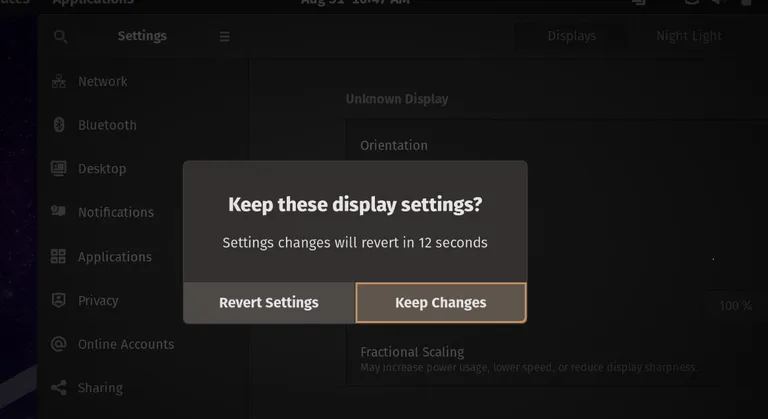 Applications
Aug 31 10:47 AM
Settings
Displays
Night Light
Network
Unknown Display
Bluetooth
Orientation
Desktop
Keep these display settings?
Notifications
Settings changes will revert in 12 seconds
Applications
Privacy
Revert Settings
Keep Changes
100 %
Online Accounts
Fractional Scaling
May increase power usage, lower speed, or reduce display sharpness.
Sharing